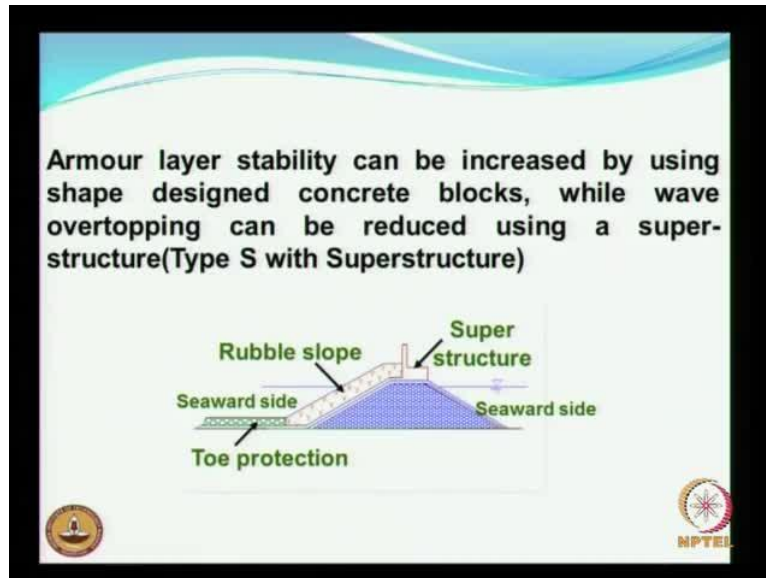 Armour layer stability can be increased by using
shape designed concrete blocks, while wave
overtopping can be reduced using a super-
structure(Type S with Superstructure)
Super
structure
Rubble slope
Seaward side
Seaward side
Toe protection
NPTEL